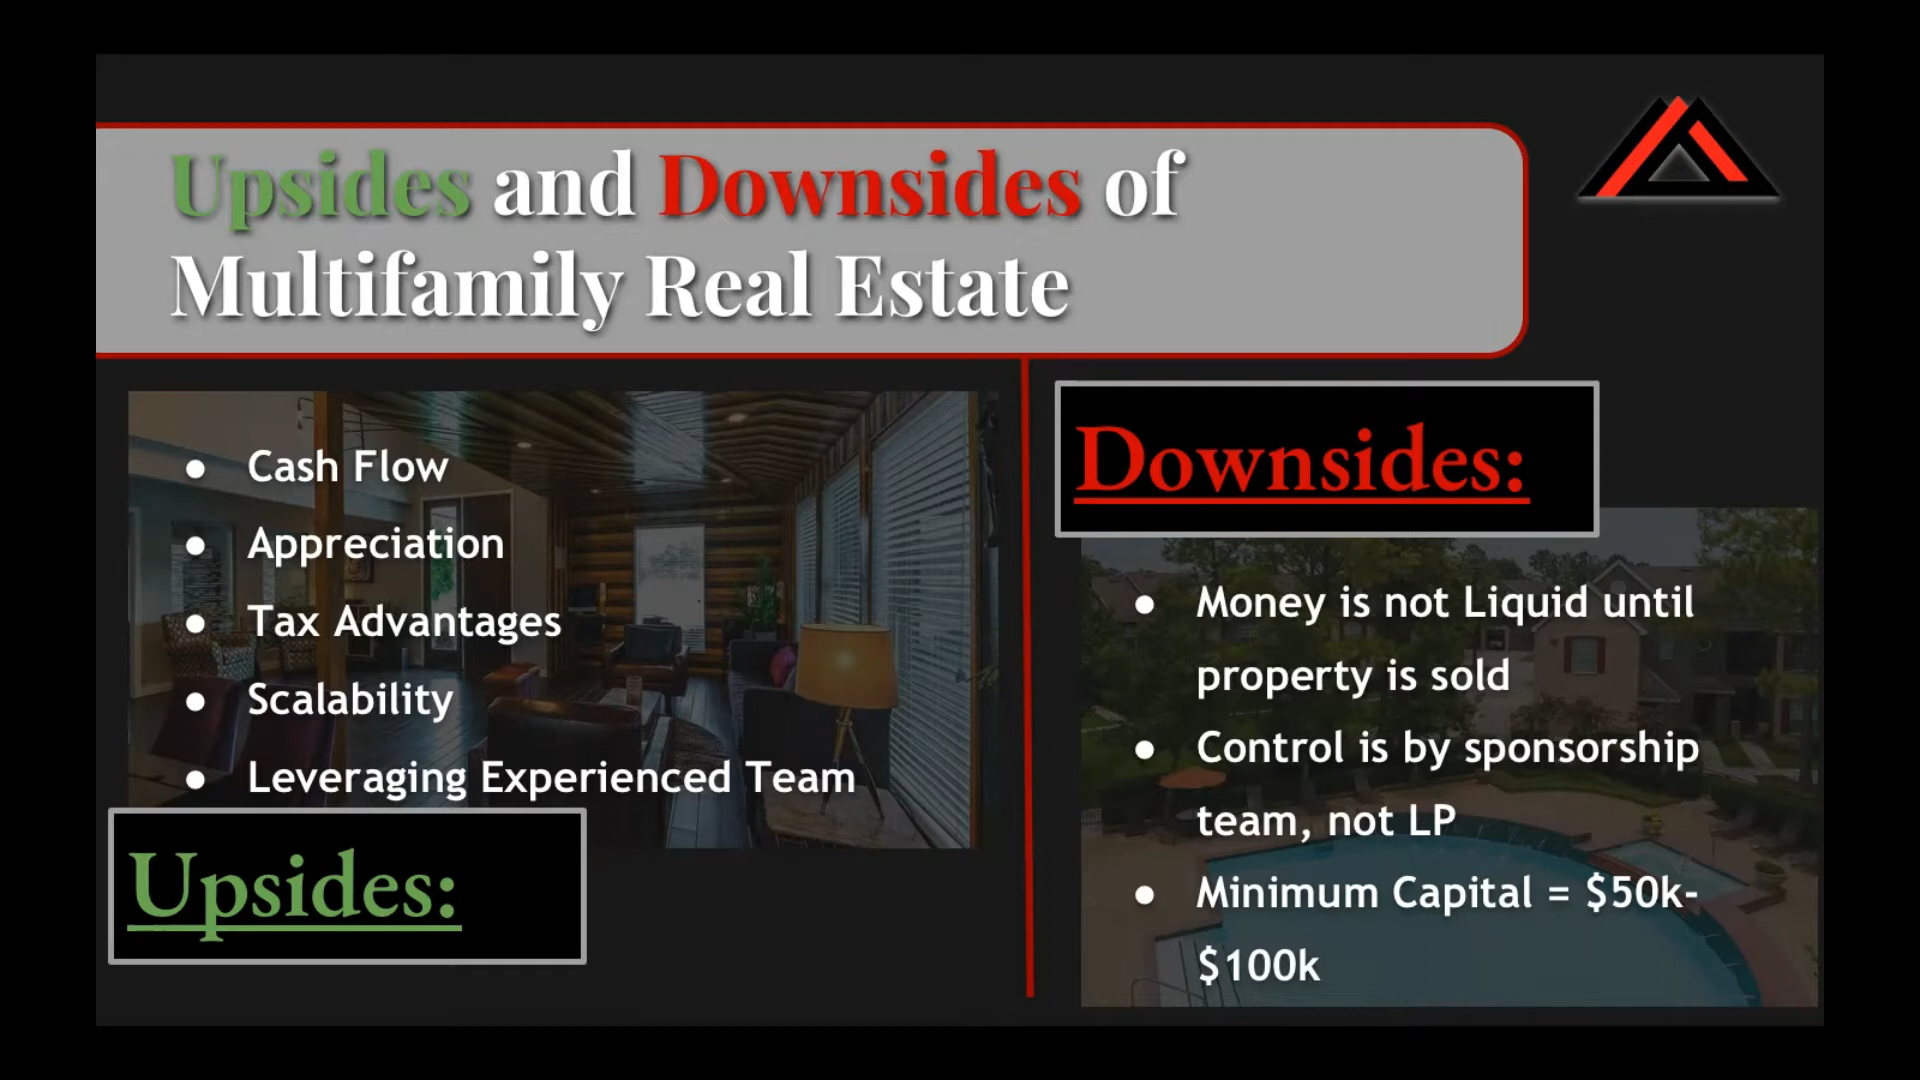 Upsides and Downsides of
Multifamily Real Estate
● Cash Flow
● Appreciation
● Tax Advantages
● Scalability
● Leveraging Experienced Team
Upsides:
Downsides:
● Money is not Liquid until
property is sold
● Control is by sponsorship
team, not LP
● Minimum Capital = $50k-
$100k